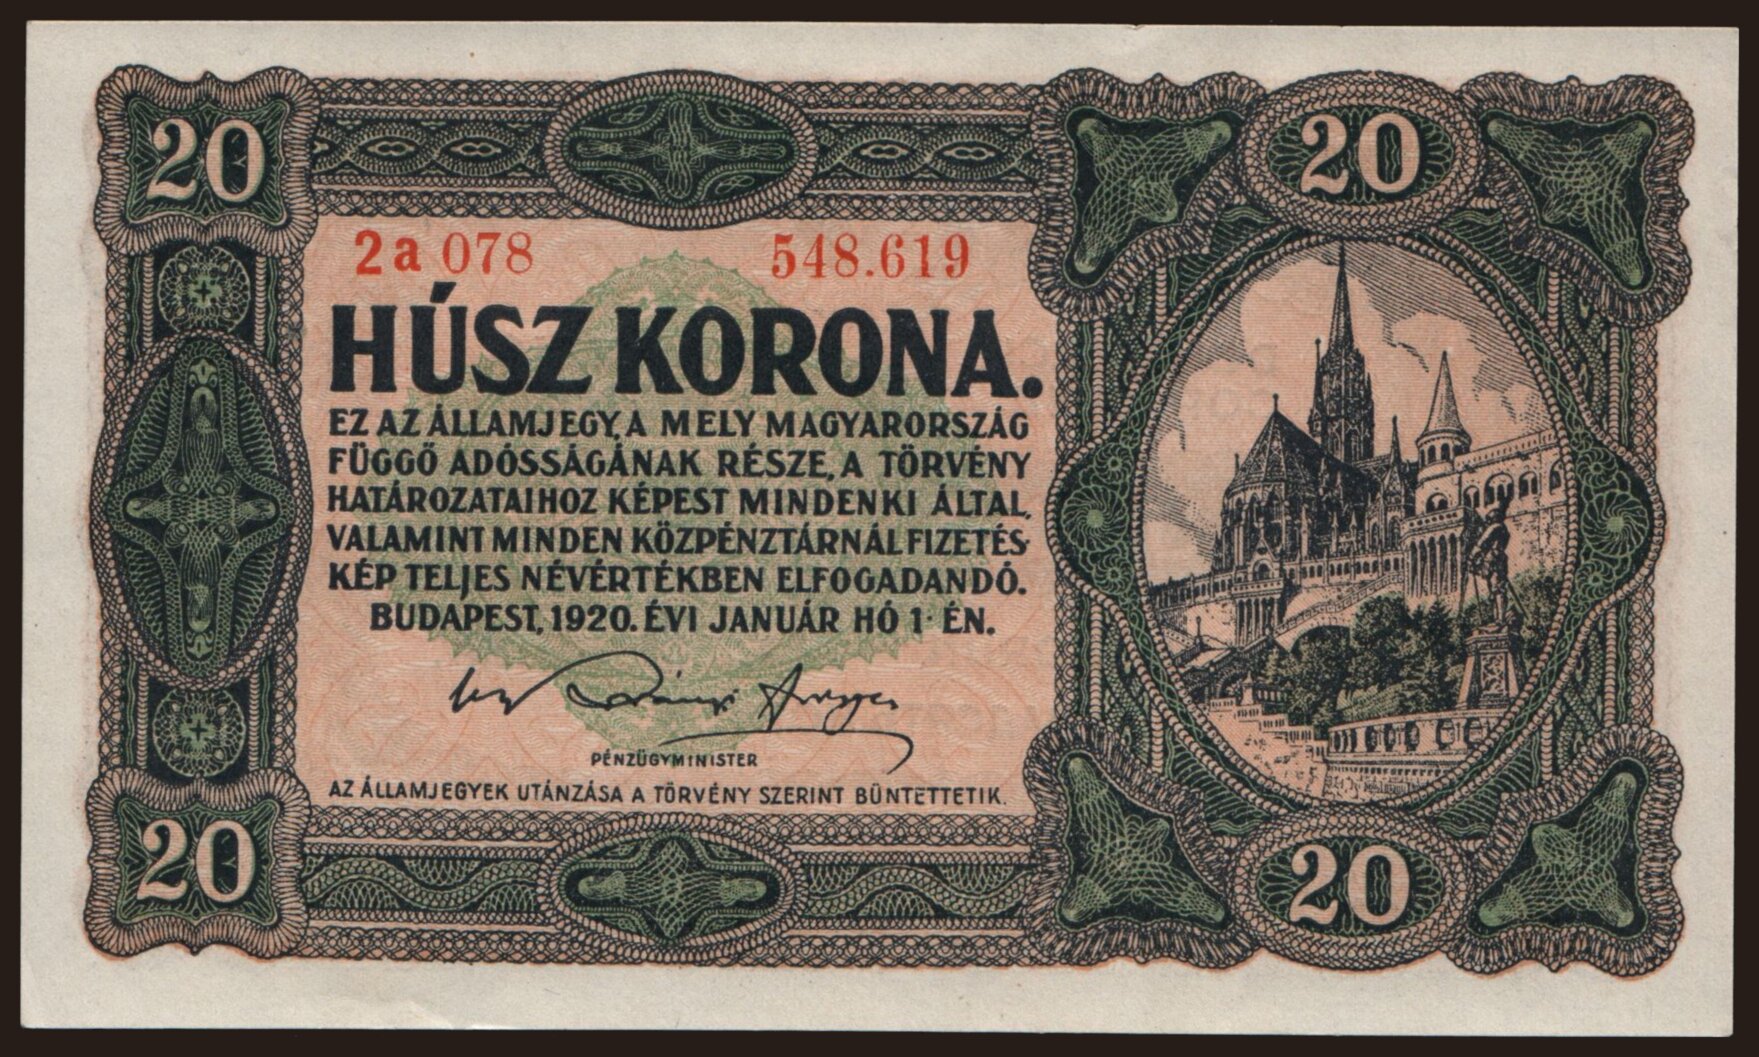 20
20
2a 078 548.619
HÚSZ KORONA.
EZ AZ ÁLLAMJEGY, A MELY MAGYARORSZÁG
FÜGGŐ ADÓSSÁGÁNAK RÉSZE, A TÖRVÉNY
HATÁROZATAIHOZ KÉPEST MINDENKI ÁLTAL,
VALAMINT MINDEN KÖZPÉNZTÁRNÁL FIZETÉS-
KÉP TELJES NÉVÉRTÉKBEN ELFOGADANDÓ.
BUDAPEST, 1920. ÉVI JANUÁR HÓ 1-ÉN.
PÉNZÜGYMINISTER
AZ ÁLLAMJEGYEK UTÁNZÁSA A TÖRVÉNY SZERINT BÜNTETTETIK.
20
20